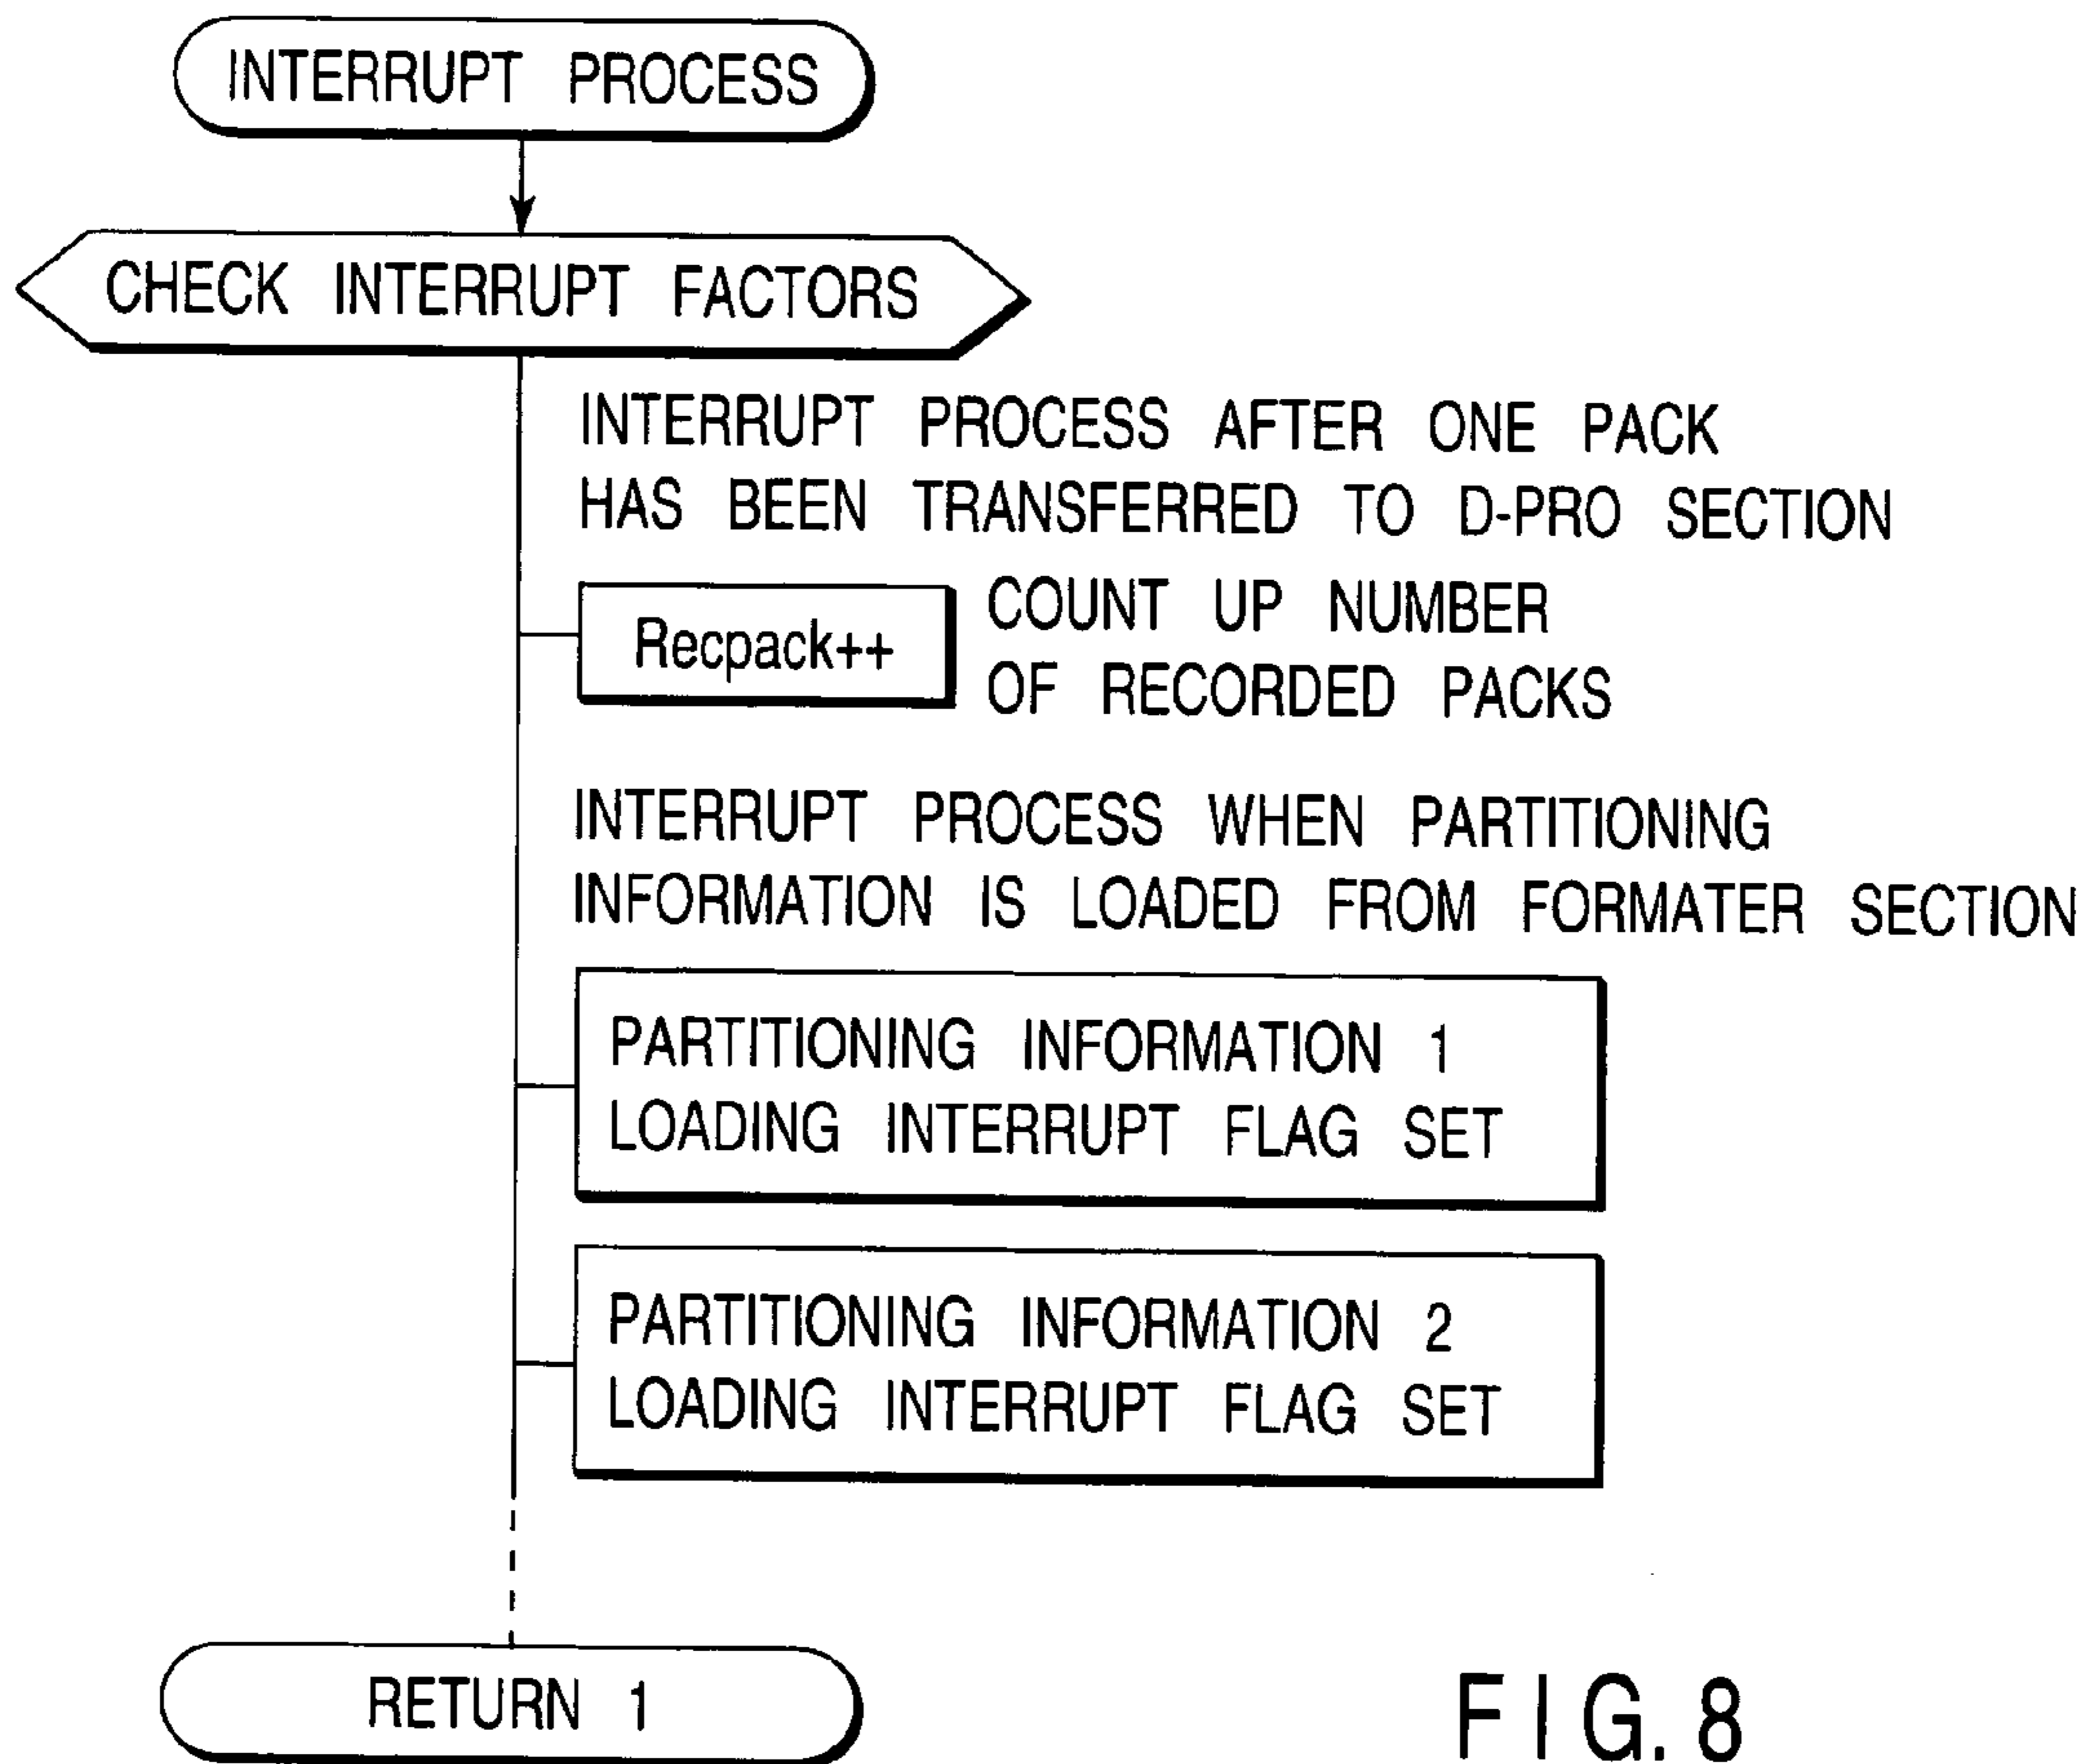 INTERRUPT PROCESS
CHECK INTERRUPT FACTORS
INTERRUPT PROCESS AFTER ONE PACK
HAS BEEN TRANSFERRED TO D-PRO SECTION
Recpack++
COUNT UP NUMBER
OF RECORDED PACKS
INTERRUPT PROCESS WHEN PARTITIONING
INFORMATION IS LOADED FROM FORMATER SECTION
PARTITIONING INFORMATION 1
LOADING INTERRUPT FLAG SET
PARTITIONING INFORMATION 2
LOADING INTERRUPT FLAG SET
RETURN 1
FIG. 8